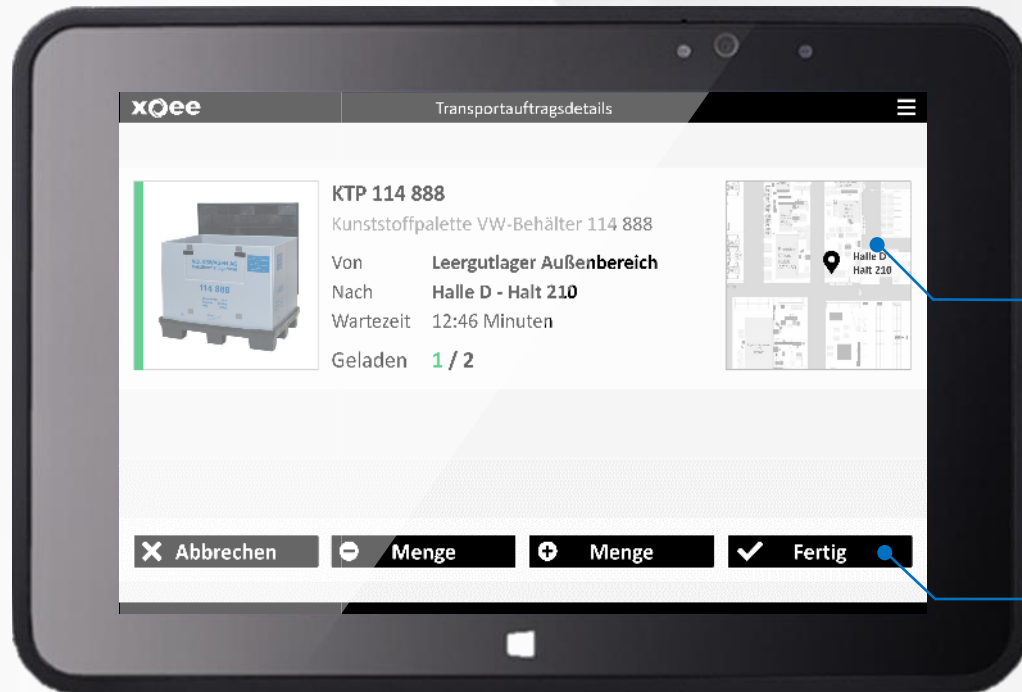 xQee
Transportauftragsdetails
KTP 114 888
Kunststoffpalette VW-Behälter 114 888
Von Leergutlager Außenbereich
Nach Halle D - Halt 210
Wartezeit 12:46 Minuten
Geladen 1 / 2
114 888
Halle D
Halt 210
Abbrechen
Menge
Menge
Fertig